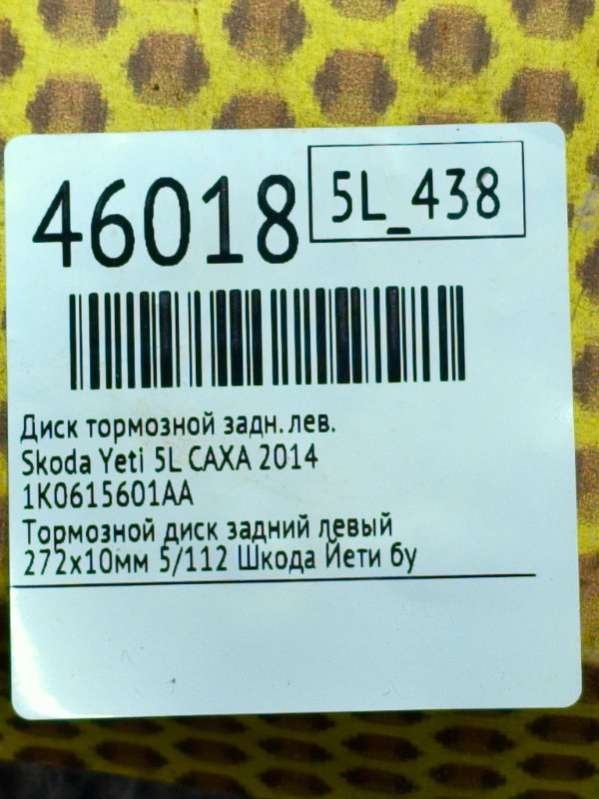 46018
5L_438
Диск тормозной задн. лев.
Skoda Yeti 5L CAXA 2014
1K0615601AA
Тормозной диск задний левый
272х10мм 5/112 Шкода Йети бу